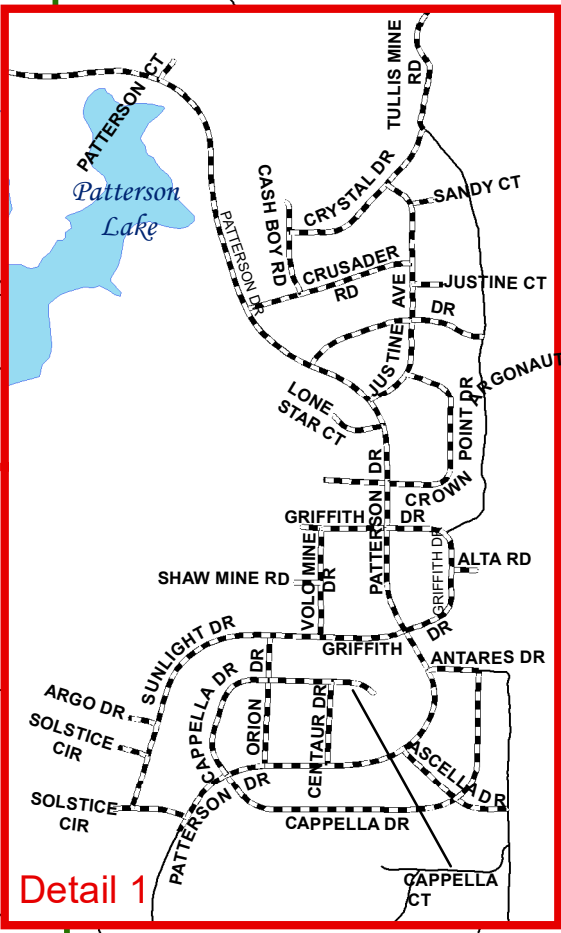 TULLIS MINE
RD
PATTERSON CT
Patterson
Lake
CASH BOY RD
CRYSTAL DR
SANDY CT
PATTERSON DR
CRUSADER
RD
JUSTINE CT
JUSTINE AVE
ARGONAUT
DR
LONE
STAR CT
POINT DR
CROWN
PATTERSON DR
GRIFFITH DR
GRIFFITH DR
ALTA RD
VOLO MINE
DR
SHAW MINE RD
GRIFFITH DR
SUNLIGHT DR
ANTARES DR
ARGO DR
SOLSTICE
CIR
CAPPELLA DR
ORION DR
CENTAUR DR
ASCELLA DR
SOLSTICE
CIR
PATTERSON DR
CAPPELLA DR
CAPPELLA
CT
Detail 1